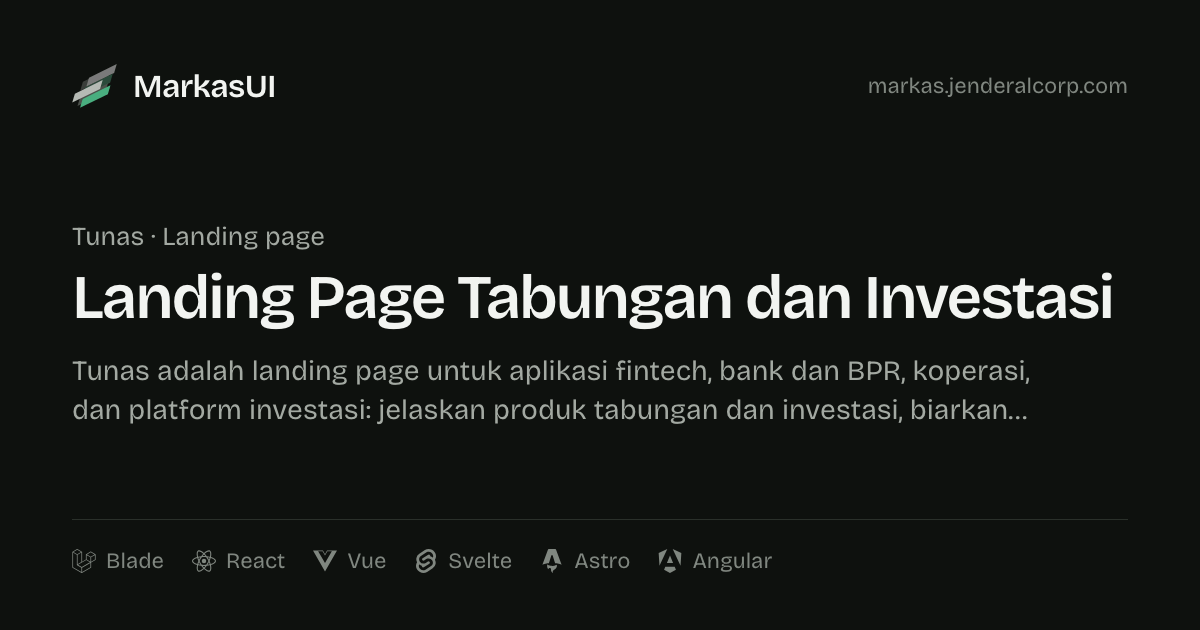 MarkasUI
markas.jenderalcorp.com
Tunas · Landing page
Landing Page Tabungan dan Investasi
Tunas adalah landing page untuk aplikasi fintech, bank dan BPR, koperasi,
dan platform investasi: jelaskan produk tabungan dan investasi, biarkan...
Blade React Vue Svelte Astro Angular